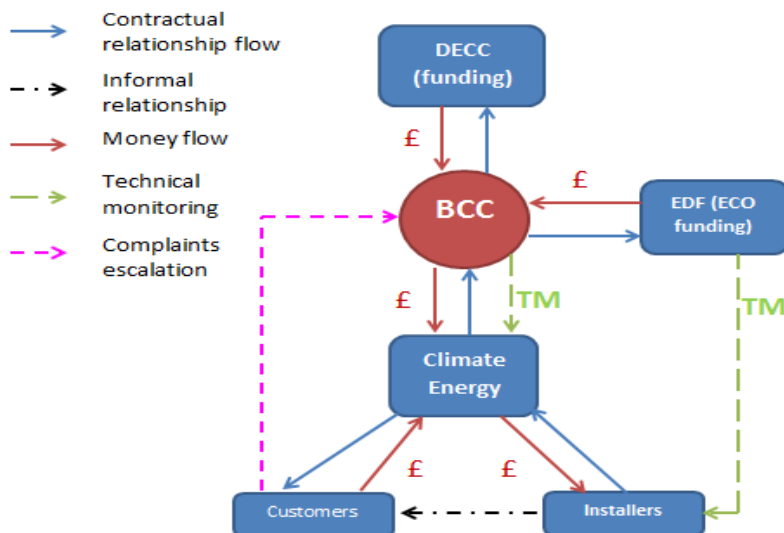 Contractual
relationship flow
Informal
relationship
Money flow
Technical
monitoring
Complaints
escalation
DECC
(funding)
£
£
BCC
EDF (ECO
funding)
£
TM
TM
Climate
Energy
£
£
Customers
Installers